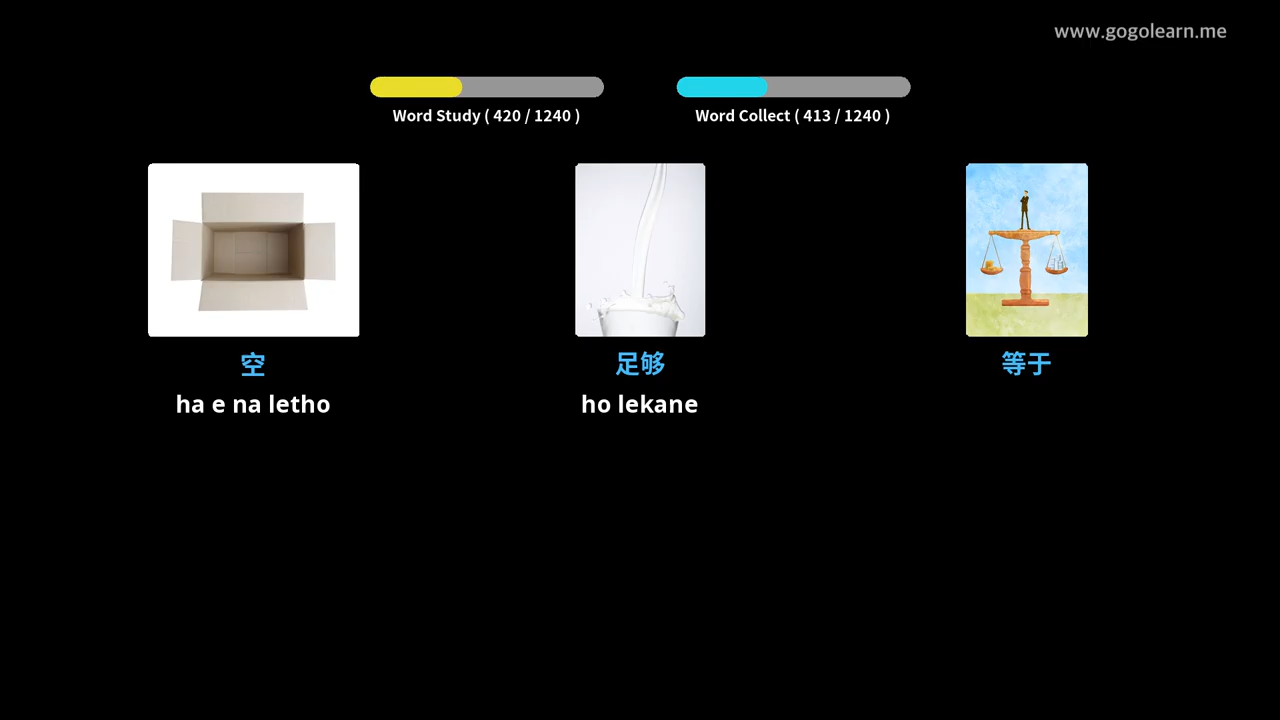 www.gogolearn.me
Word Study ( 420 / 1240 )
Word Collect ( 413 / 1240 )
空
足够
等于
ha e na letho
ho lekane